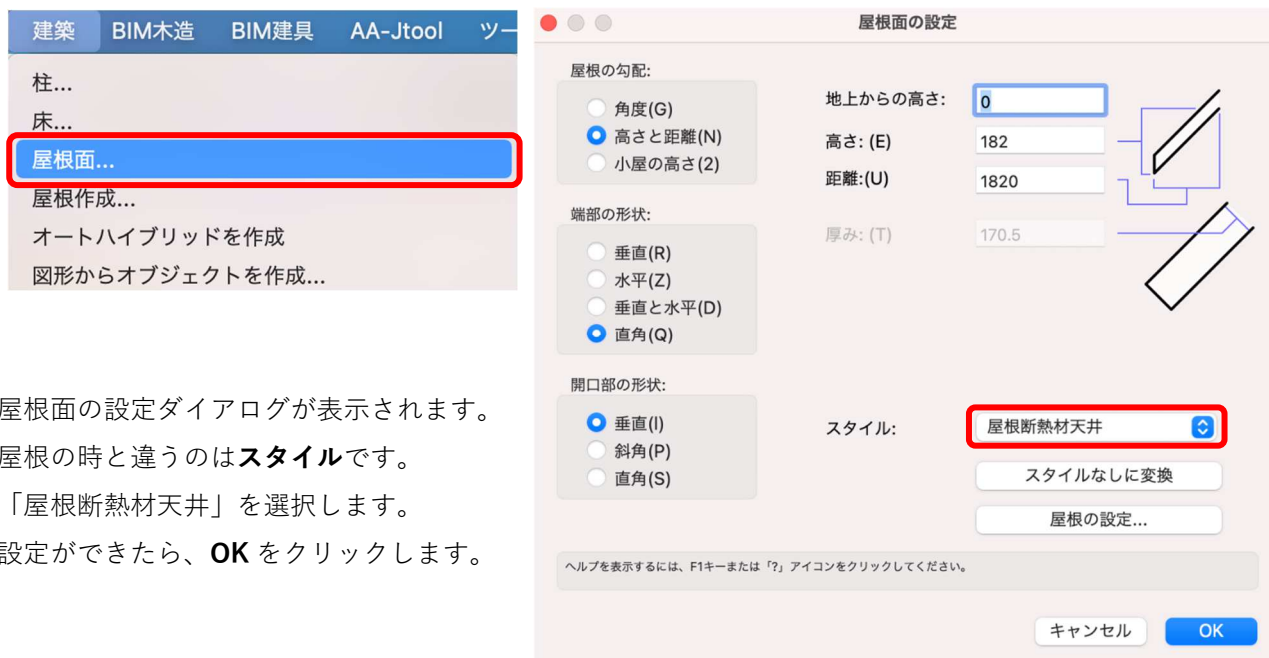 建築 BIM木造 BIM建具 AA-Jtool ツー
柱...
床...
屋根面...
屋根作成...
オートハイブリッドを作成
図形からオブジェクトを作成...
屋根面の設定ダイアログが表示されます。
屋根の時と違うのはスタイルです。
「屋根断熱材天井」を選択します。
設定ができたら、OK をクリックします。
屋根面の設定
屋根の勾配:
角度(G)
高さと距離(N)
小屋の高さ(2)
端部の形状:
垂直(R)
水平(Z)
垂直と水平(D)
直角(Q)
開口部の形状:
垂直(I)
斜角(P)
直角(S)
地上からの高さ: 0
高さ: (E) 182
距離:(U) 1820
厚み: (T) 170.5
スタイル: 屋根断熱材天井
スタイルなしに変換
屋根の設定...
ヘルプを表示するには、F1キーまたは「?」アイコンをクリックしてください。
キャンセル OK